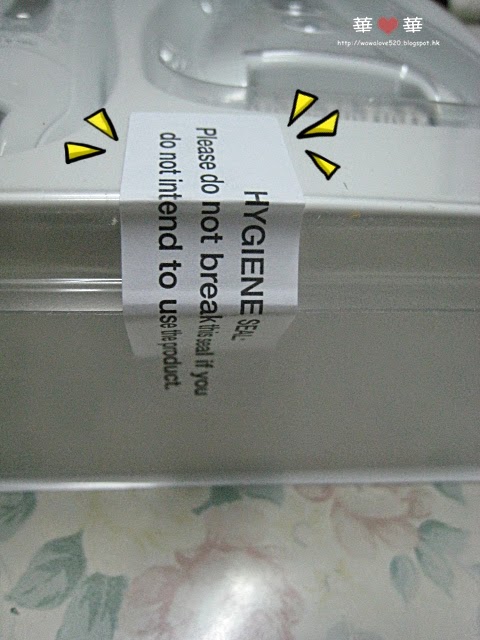 華❤華
http://wawalove520.blogspot.hk
HYGIENE SEAL·
Please do not break this seal if you
do not intend to use the product.